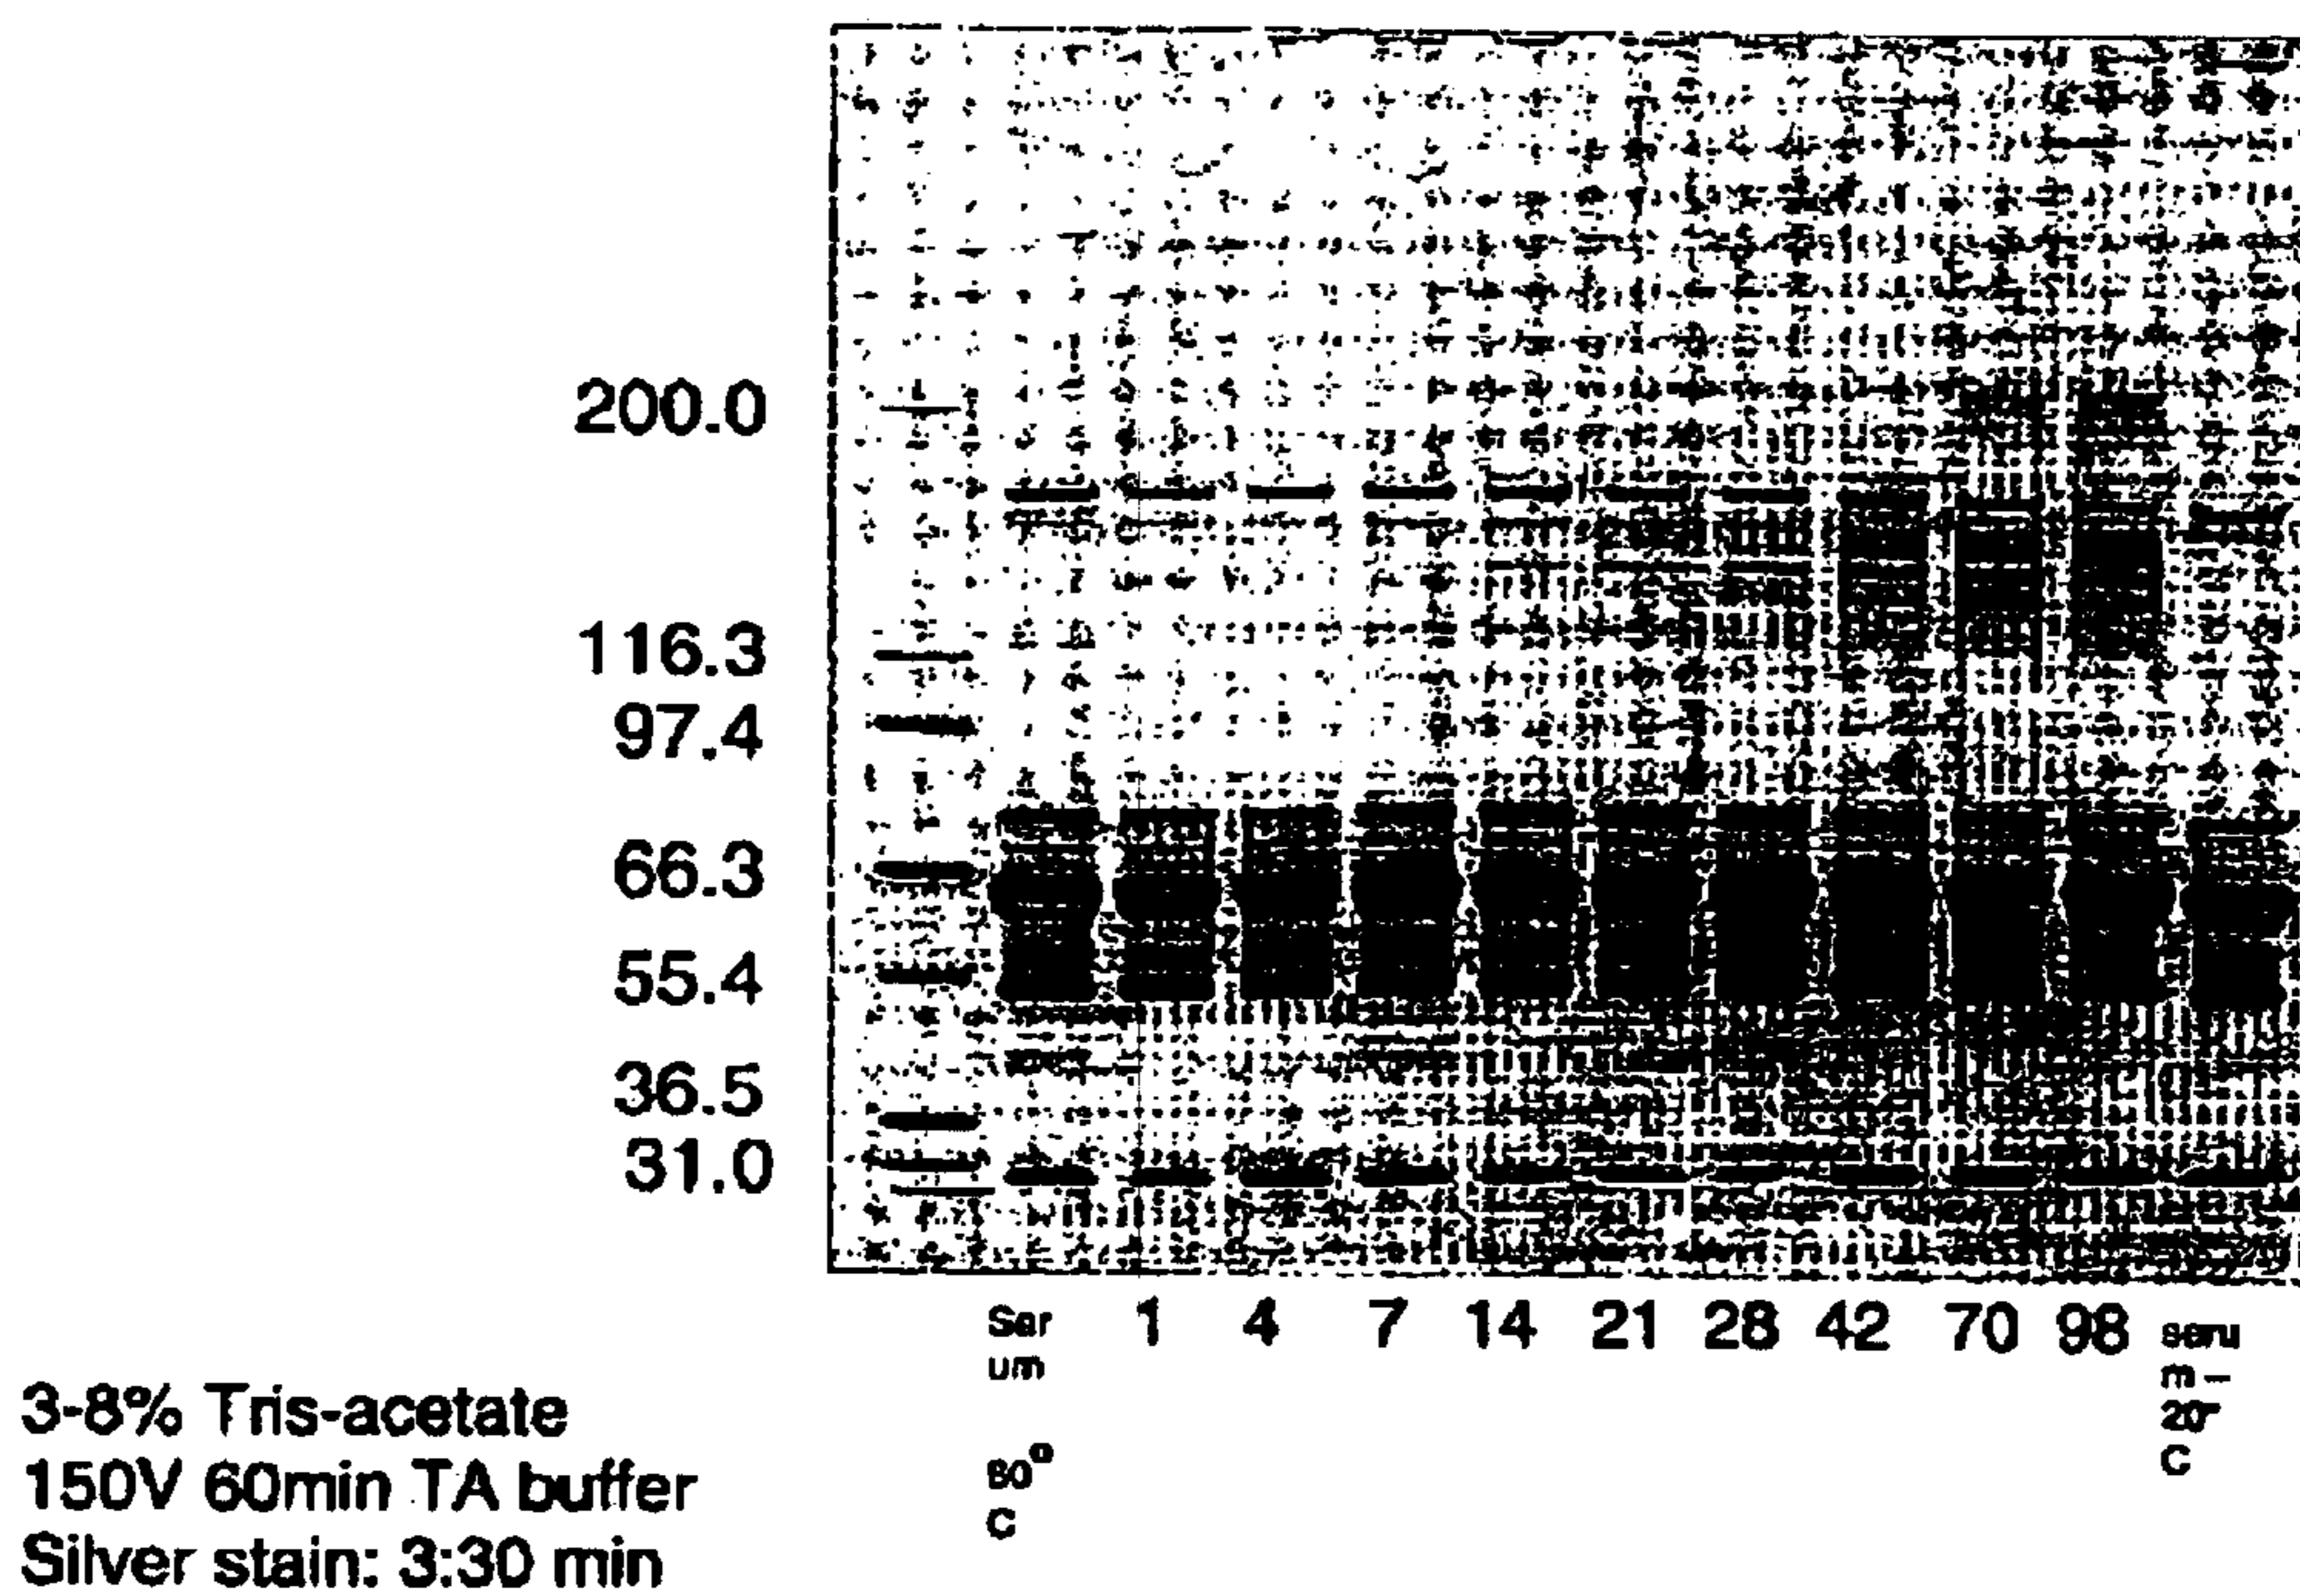 200.0
116.3
97.4
66.3
55.4
36.5
31.0
Ser 1 4 7 14 21 28 42 70 98 seru
um
m –
20°
80°
C
C
3-8% Tris-acetate
150V 60min TA buffer
Silver stain: 3:30 min